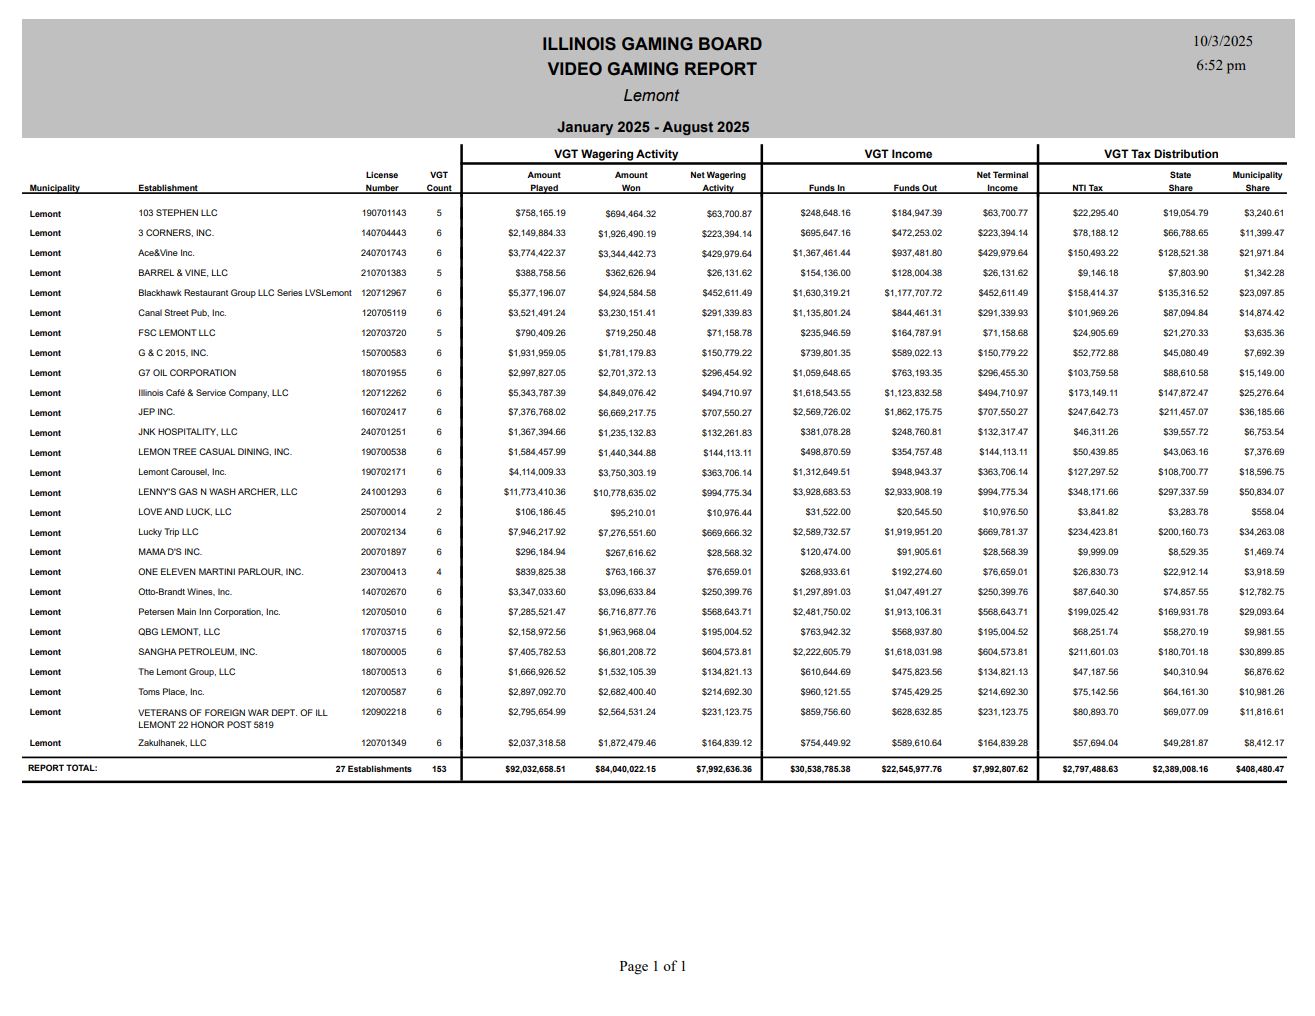 ILLINOIS GAMING BOARD
VIDEO GAMING REPORT
Lemont
January 2025 - August 2025
10/3/2025
6:52 pm
VGT Wagering Activity VGT Income VGT Tax Distribution
Municipality Establishment License Number VGT Count Amount Played Amount Won Net Wagering Activity Funds In Funds Out Net Terminal Income NTI Tax State Share Municipality Share
Lemont 103 STEPHEN LLC 190701143 5 $758,165.19 $694,464.32 $63,700.87 $248,648.16 $184,947.39 $63,700.77 $22,295.40 $19,054.79 $3,240.61
Lemont 3 CORNERS, INC. 140704443 6 $2,149,884.33 $1,926,490.19 $223,394.14 $695,647.16 $472,253.02 $223,394.14 $78,188.12 $66,788.65 $11,399.47
Lemont Ace&Vine Inc. 240701743 6 $3,774,422.37 $3,344,442.73 $429,979.64 $1,367,461.44 $937,481.80 $429,979.64 $150,493.22 $128,521.38 $21,971.84
Lemont BARREL & VINE, LLC 210701383 5 $388,758.56 $362,626.94 $26,131.62 $154,136.00 $128,004.38 $26,131.62 $9,146.18 $7,803.90 $1,342.28
Lemont Blackhawk Restaurant Group LLC Series LVSLemont 120712967 6 $5,377,196.07 $4,924,584.58 $452,611.49 $1,630,319.21 $1,177,707.72 $452,611.49 $158,414.37 $135,316.52 $23,097.85
Lemont Canal Street Pub, Inc. 120705119 6 $3,521,491.24 $3,230,151.41 $291,339.83 $1,135,801.24 $844,461.31 $291,339.93 $101,969.26 $87,094.84 $14,874.42
Lemont FSC LEMONT LLC 120703720 5 $790,409.26 $719,250.48 $71,158.78 $235,946.59 $164,787.91 $71,158.68 $24,905.69 $21,270.33 $3,635.36
Lemont G & C 2015, INC. 150700583 6 $1,931,959.05 $1,781,179.83 $150,779.22 $739,801.35 $589,022.13 $150,779.22 $52,772.88 $45,080.49 $7,692.39
Lemont G7 OIL CORPORATION 180701955 6 $2,997,827.05 $2,701,372.13 $296,454.92 $1,059,648.65 $763,193.35 $296,455.30 $103,759.58 $88,610.58 $15,149.00
Lemont Illinois Café & Service Company, LLC 120712262 6 $5,343,787.39 $4,849,076.42 $494,710.97 $1,618,543.55 $1,123,832.58 $494,710.97 $173,149.11 $147,872.47 $25,276.64
Lemont JEP INC. 160702417 6 $7,376,768.02 $6,669,217.75 $707,550.27 $2,569,726.02 $1,862,175.75 $707,550.27 $247,642.73 $211,457.07 $36,185.66
Lemont JNK HOSPITALITY, LLC 240701251 6 $1,367,394.66 $1,235,132.83 $132,261.83 $381,078.28 $248,760.81 $132,317.47 $46,311.26 $39,557.72 $6,753.54
Lemont LEMON TREE CASUAL DINING, INC. 190700538 6 $1,584,457.99 $1,440,344.88 $144,113.11 $498,870.59 $354,757.48 $144,113.11 $50,439.85 $43,063.16 $7,376.69
Lemont Lemont Carousel, Inc. 190702171 6 $4,114,009.33 $3,750,303.19 $363,706.14 $1,312,649.51 $948,943.37 $363,706.14 $127,297.52 $108,700.77 $18,596.75
Lemont LENNY'S GAS N WASH ARCHER, LLC 241001293 6 $11,773,410.36 $10,778,635.02 $994,775.34 $3,928,683.53 $2,933,908.19 $994,775.34 $348,171.66 $297,337.59 $50,834.07
Lemont LOVE AND LUCK, LLC 250700014 2 $106,186.45 $95,210.01 $10,976.44 $31,522.00 $20,545.50 $10,976.50 $3,841.82 $3,283.78 $558.04
Lemont Lucky Trip LLC 200702134 6 $7,946,217.92 $7,276,551.60 $669,666.32 $2,589,732.57 $1,919,951.20 $669,781.37 $234,423.81 $200,160.73 $34,263.08
Lemont MAMA D'S INC. 200701897 6 $296,184.94 $267,616.62 $28,568.32 $120,474.00 $91,905.61 $28,568.39 $9,999.09 $8,529.35 $1,469.74
Lemont ONE ELEVEN MARTINI PARLOUR, INC. 230700413 4 $839,825.38 $763,166.37 $76,659.01 $268,933.61 $192,274.60 $76,659.01 $26,830.73 $22,912.14 $3,918.59
Lemont Otto-Brandt Wines, Inc. 140702670 6 $3,347,033.60 $3,096,633.84 $250,399.76 $1,297,891.03 $1,047,491.27 $250,399.76 $87,640.30 $74,857.55 $12,782.75
Lemont Petersen Main Inn Corporation, Inc. 120705010 6 $7,285,521.47 $6,716,877.76 $568,643.71 $2,481,750.02 $1,913,106.31 $568,643.71 $199,025.42 $169,931.78 $29,093.64
Lemont QBG LEMONT, LLC 170703715 6 $2,158,972.56 $1,963,968.04 $195,004.52 $763,942.32 $568,937.80 $195,004.52 $68,251.74 $58,270.19 $9,981.55
Lemont SANGHA PETROLEUM, INC. 180700005 6 $7,405,782.53 $6,801,208.72 $604,573.81 $2,222,605.79 $1,618,031.98 $604,573.81 $211,601.03 $180,701.18 $30,899.85
Lemont The Lemont Group, LLC 180700513 6 $1,666,926.52 $1,532,105.39 $134,821.13 $610,644.69 $475,823.56 $134,821.13 $47,187.56 $40,310.94 $6,876.62
Lemont Toms Place, Inc. 120700587 6 $2,897,092.70 $2,682,400.40 $214,692.30 $960,121.55 $745,429.25 $214,692.30 $75,142.56 $64,161.30 $10,981.26
Lemont VETERANS OF FOREIGN WAR DEPT. OF ILL 120902218 6 $2,795,654.99 $2,564,531.24 $231,123.75 $859,756.60 $628,632.85 $231,123.75 $80,893.70 $69,077.09 $11,816.61
LEMONT 22 HONOR POST 5819
Lemont Zakulhanek, LLC 120701349 6 $2,037,318.58 $1,872,479.46 $164,839.12 $754,449.92 $589,610.64 $164,839.28 $57,694.04 $49,281.87 $8,412.17
REPORT TOTAL: 27 Establishments 153 $92,032,658.51 $84,040,022.15 $7,992,636.36 $30,538,785.38 $22,545,977.76 $7,992,807.62 $2,797,488.63 $2,389,008.16 $408,480.47
Page 1 of 1